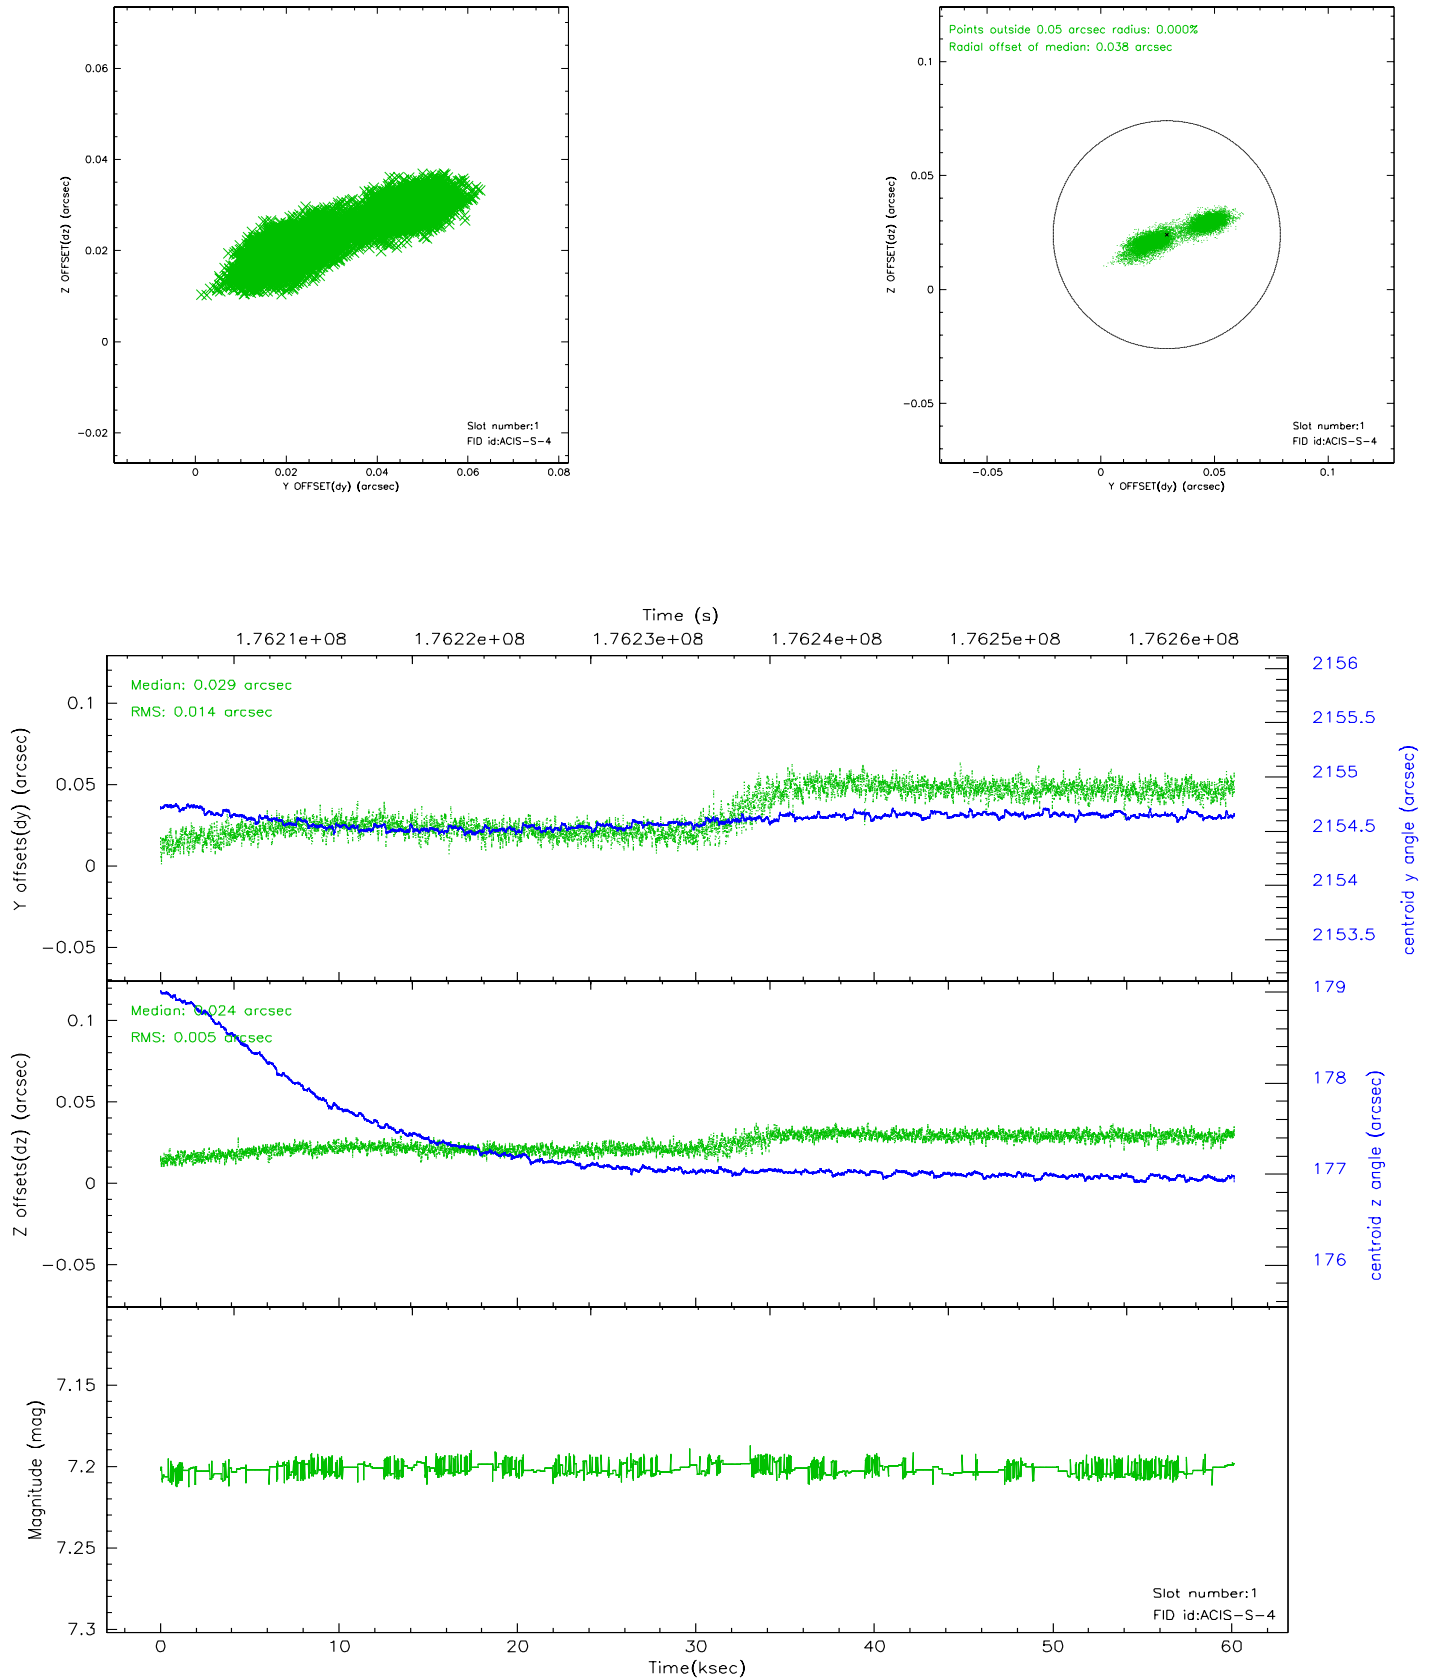 0.06
0.04
0.02
0
-0.02
Z OFFSET(dz) (arcsec)
Slot number:1
FID id:ACIS-S-4
0 0.02 0.04 0.06 0.08
Y OFFSET(dy) (arcsec)
Points outside 0.05 arcsec radius: 0.000%
Radial offset of median: 0.038 arcsec
0.1
0.05
0
-0.05
Z OFFSET(dz) (arcsec)
Slot number:1
FID id:ACIS-S-4
-0.05 0 0.05 0.1
Y OFFSET(dy) (arcsec)
Time (s)
1.7621e+08 1.7622e+08 1.7623e+08 1.7624e+08 1.7625e+08 1.7626e+08
Median: 0.029 arcsec
RMS: 0.014 arcsec
0.1
0.05
0
-0.05
Y offsets(dy) (arcsec)
2156
2155.5
2155
2154.5
2154
2153.5
centroid y angle (arcsec)
Median: 0.024 arcsec
RMS: 0.005 arcsec
0.1
0.05
0
-0.05
Z offsets(dz) (arcsec)
179
178
177
176
centroid z angle (arcsec)
7.15
7.2
7.25
7.3
Magnitude (mag)
Slot number:1
FID id:ACIS-S-4
0 10 20 30 40 50 60
Time(ksec)